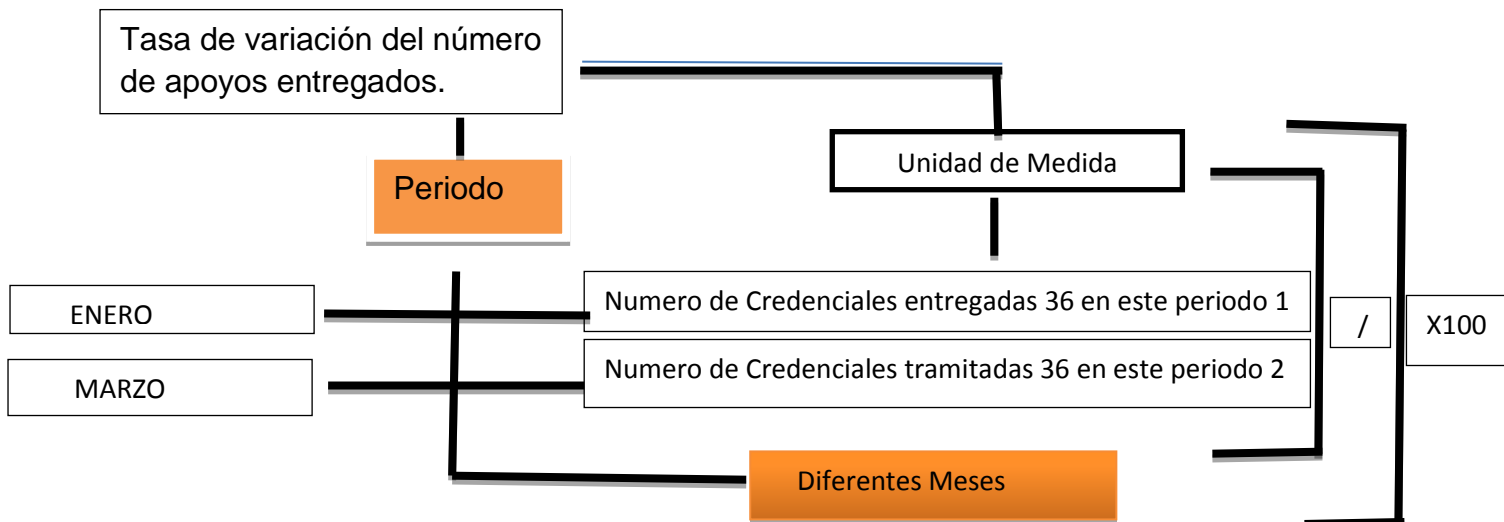 Tasa de variación del número
de apoyos entregados.
Unidad de Medida
Periodo
ENERO
Numero de Credenciales entregadas 36 en este periodo 1
/
X100
MARZO
Numero de Credenciales tramitadas 36 en este periodo 2
Diferentes Meses